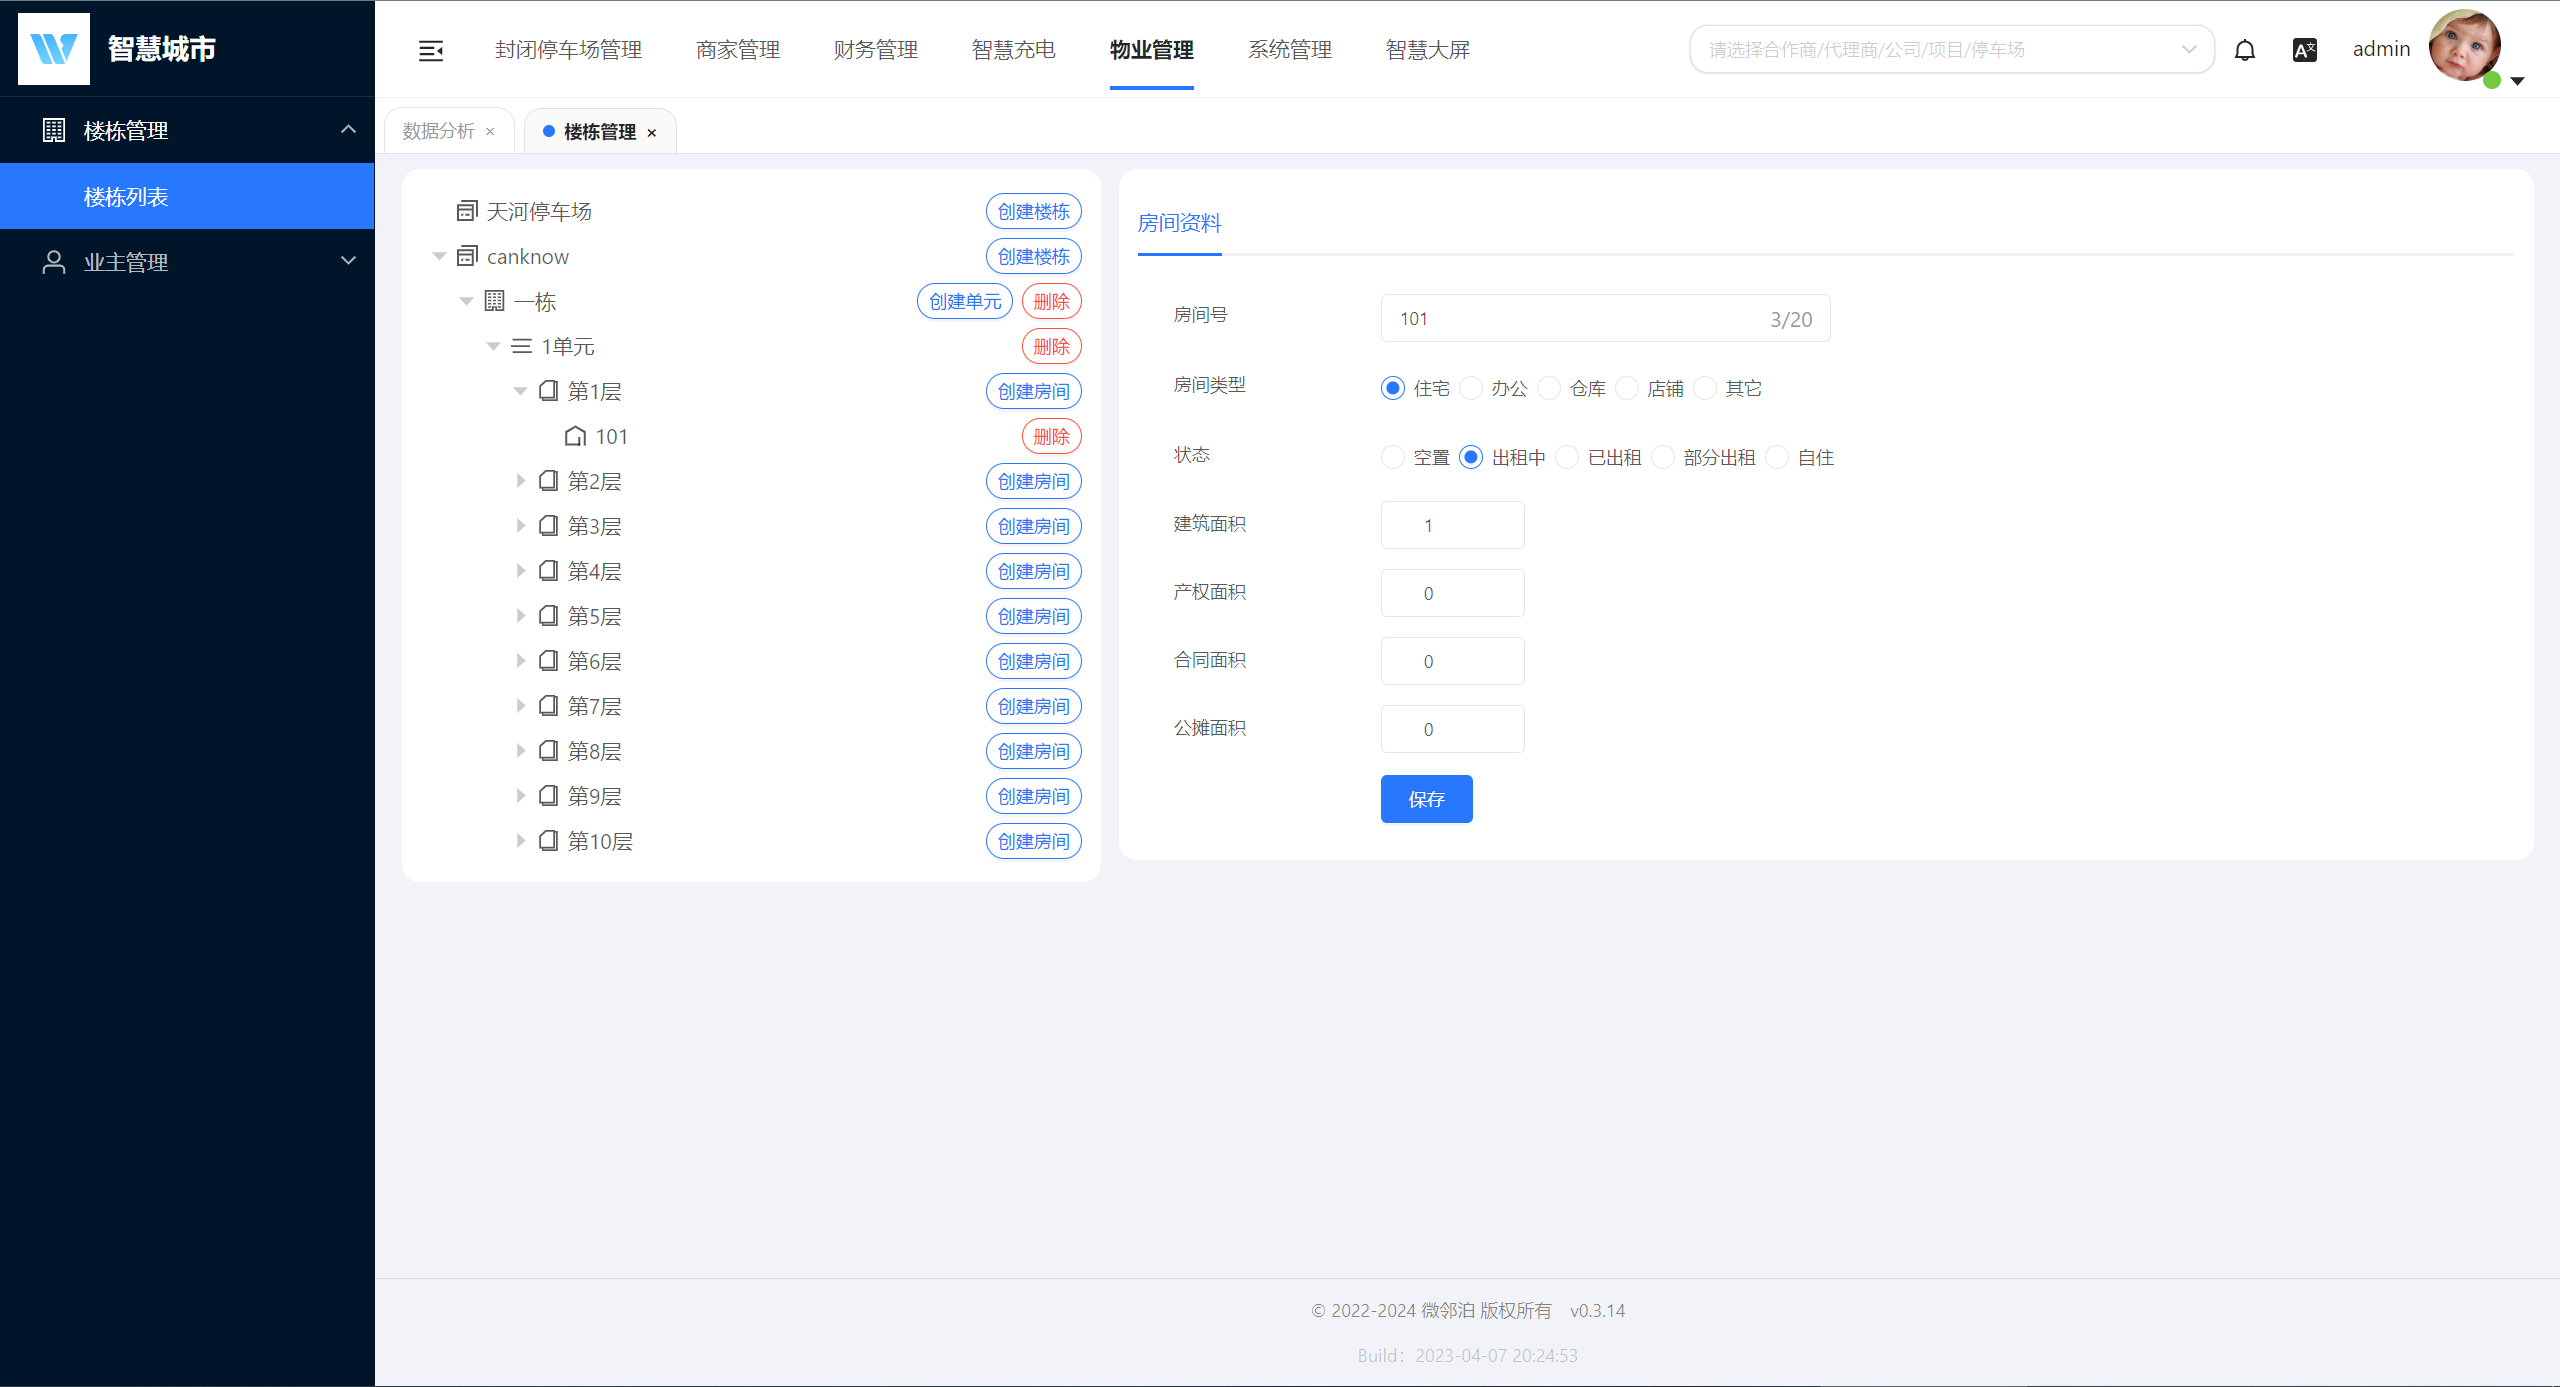 智慧城市
封闭停车场管理 商家管理 财务管理 智慧充电 物业管理 系统管理 智慧大屏
请选择合作商/代理商/公司/项目/停车场
admin
楼栋管理
楼栋列表
业主管理
数据分析 × 楼栋管理 ×
天河停车场 创建楼栋
canknow 创建楼栋
一栋 创建单元 删除
1单元 删除
第1层 创建房间
101 删除
第2层 创建房间
第3层 创建房间
第4层 创建房间
第5层 创建房间
第6层 创建房间
第7层 创建房间
第8层 创建房间
第9层 创建房间
第10层 创建房间
房间资料
房间号 101 3/20
房间类型 住宅 办公 仓库 店铺 其它
状态 空置 出租中 已出租 部分出租 自住
建筑面积 1
产权面积 0
合同面积 0
公摊面积 0
保存
© 2022-2024 微邻泊 版权所有 v0.3.14
Build：2023-04-07 20:24:53